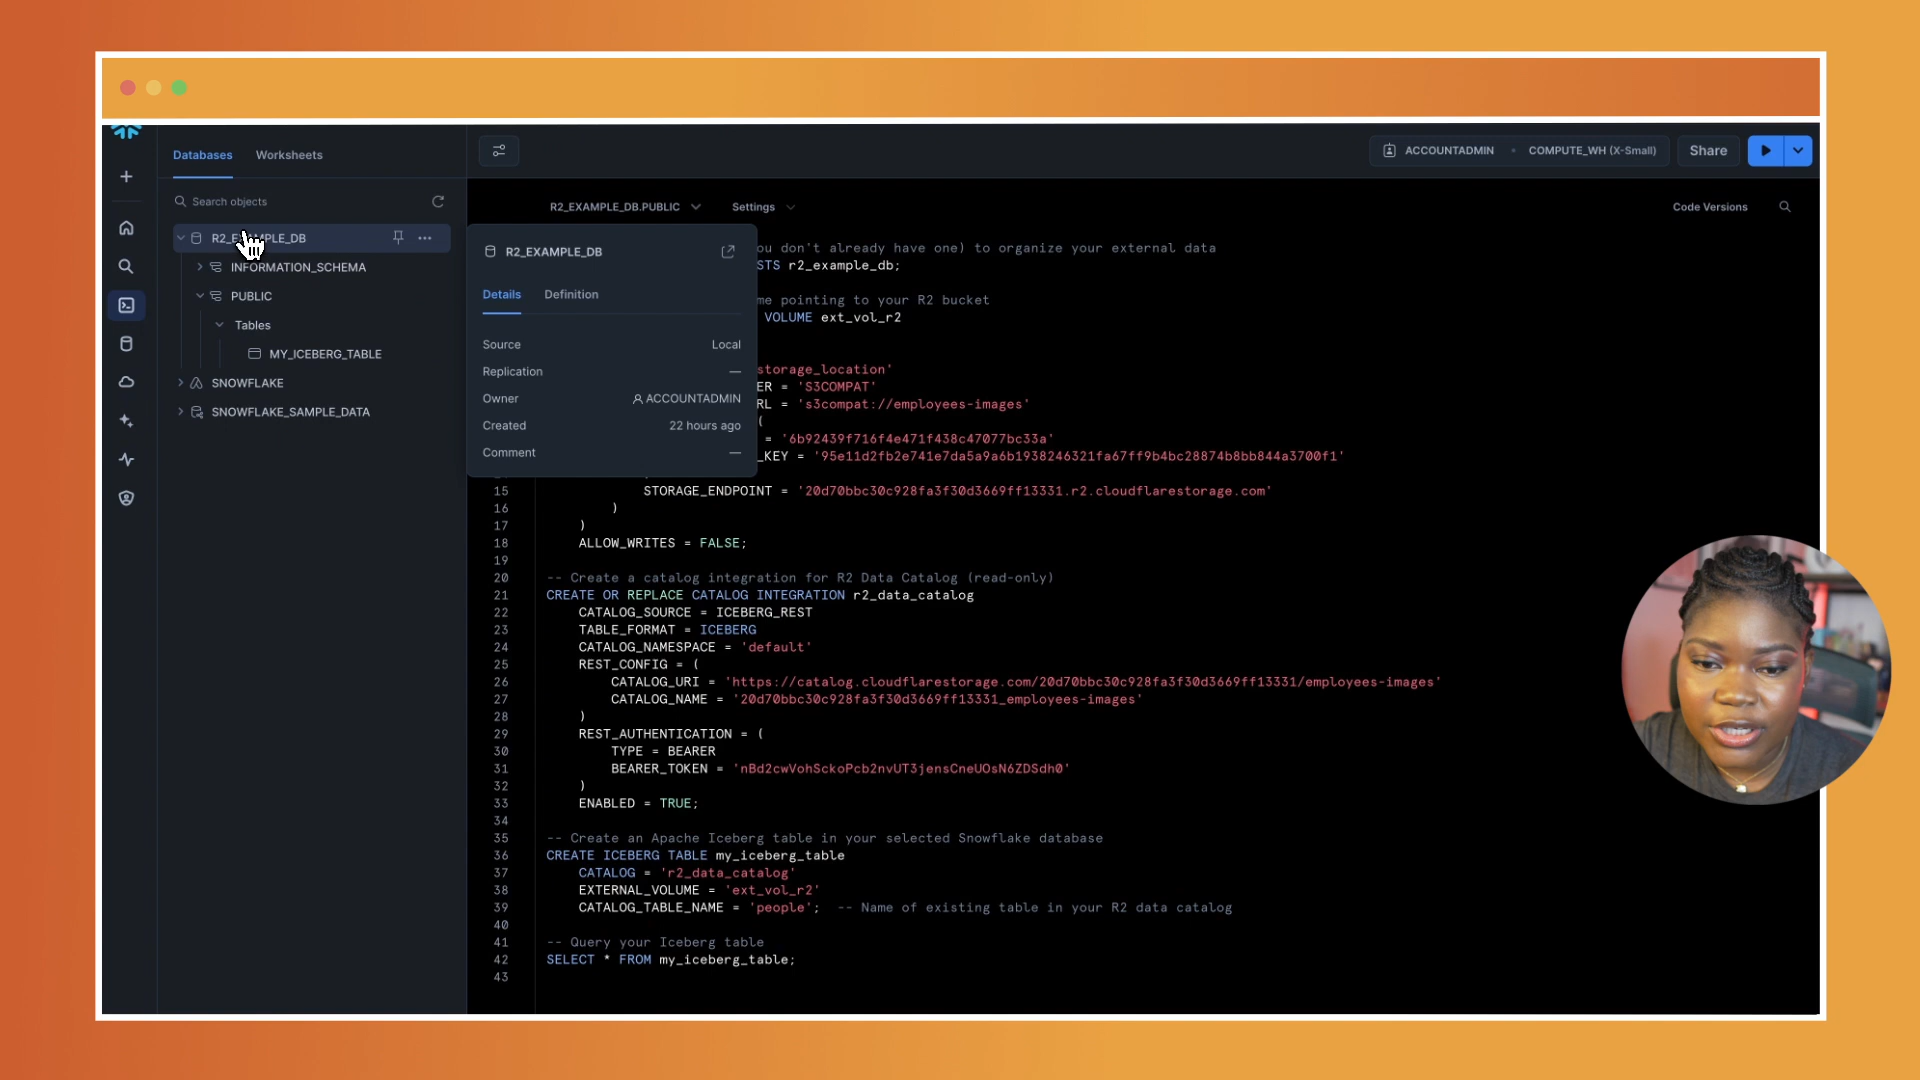 Databases
Worksheets
ACCOUNTADMIN
COMPUTE_WH (X-Small)
Share
Search objects
R2_EXAMPLE_DB
INFORMATION_SCHEMA
PUBLIC
Tables
MY_ICEBERG_TABLE
SNOWFLAKE
SNOWFLAKE_SAMPLE_DATA
R2_EXAMPLE_DB.PUBLIC
Settings
Code Versions
R2_EXAMPLE_DB
Details
Definition
Source
Local
Replication
—
Owner
ACCOUNTADMIN
Created
22 hours ago
Comment
—
ou don't already have one) to organize your external data
STS r2_example_db;
me pointing to your R2 bucket
VOLUME ext_vol_r2
storage_location'
ER = 'S3COMPAT'
RL = 's3compat://employees-images'
(
= '6b92439f716f4e471f438c47077bc33a'
_KEY = '95e11d2fb2e741e7da5a9a6b1938246321fa67ff9b4bc28874b8bb844a3700f1'
15 STORAGE_ENDPOINT = '20d70bbc30c928fa3f30d3669ff13331.r2.cloudflarestorage.com'
16 )
17 )
18 ALLOW_WRITES = FALSE;
19
20 -- Create a catalog integration for R2 Data Catalog (read-only)
21 CREATE OR REPLACE CATALOG INTEGRATION r2_data_catalog
22 CATALOG_SOURCE = ICEBERG_REST
23 TABLE_FORMAT = ICEBERG
24 CATALOG_NAMESPACE = 'default'
25 REST_CONFIG = (
26 CATALOG_URI = 'https://catalog.cloudflarestorage.com/20d70bbc30c928fa3f30d3669ff13331/employees-images'
27 CATALOG_NAME = '20d70bbc30c928fa3f30d3669ff13331_employees-images'
28 )
29 REST_AUTHENTICATION = (
30 TYPE = BEARER
31 BEARER_TOKEN = 'nBd2cwVohSckoPcb2nvUT3jensCneUOsN6ZDSdh0'
32 )
33 ENABLED = TRUE;
34
35 -- Create an Apache Iceberg table in your selected Snowflake database
36 CREATE ICEBERG TABLE my_iceberg_table
37 CATALOG = 'r2_data_catalog'
38 EXTERNAL_VOLUME = 'ext_vol_r2'
39 CATALOG_TABLE_NAME = 'people'; -- Name of existing table in your R2 data catalog
40
41 -- Query your Iceberg table
42 SELECT * FROM my_iceberg_table;
43